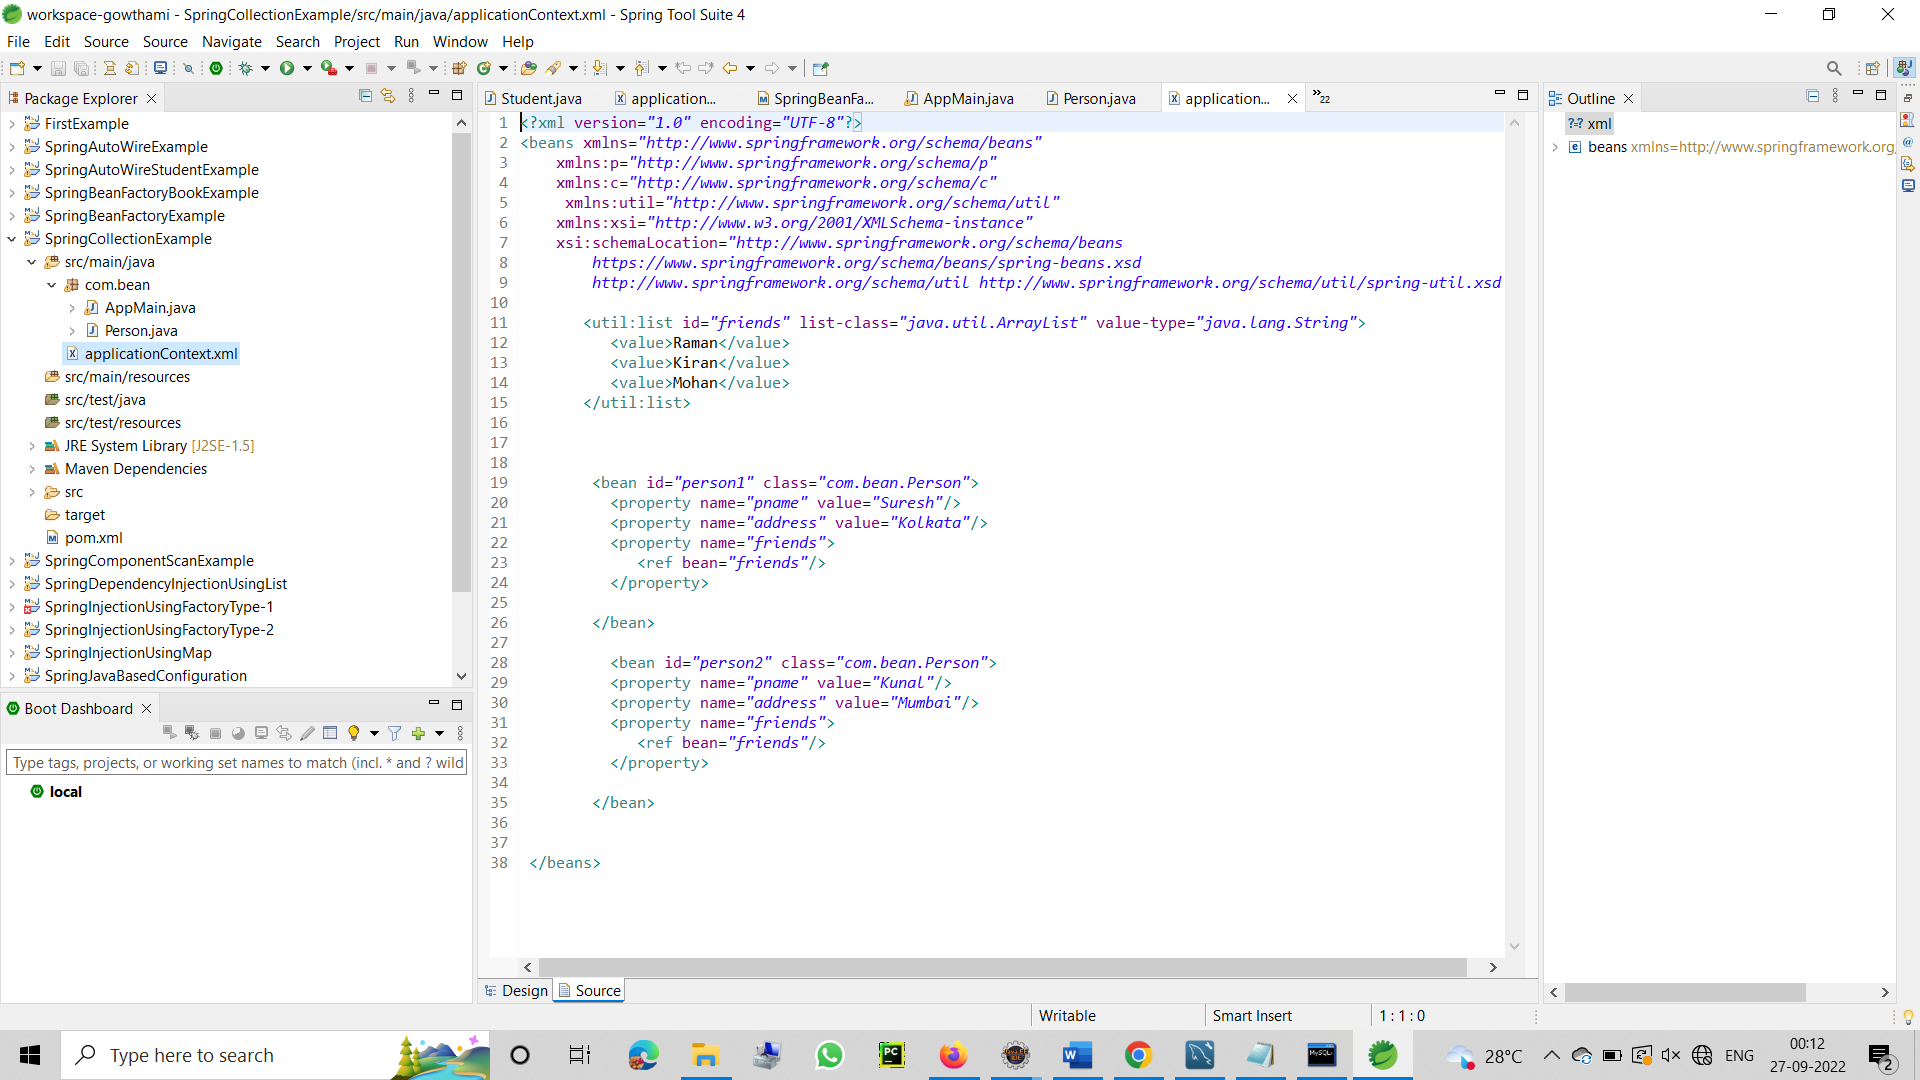 workspace-gowthami - SpringCollectionExample/src/main/java/applicationContext.xml - Spring Tool Suite 4
File Edit Source Source Navigate Search Project Run Window Help
Package Explorer
FirstExample
SpringAutoWireExample
SpringAutoWireStudentExample
SpringBeanFactoryBookExample
SpringBeanFactoryExample
SpringCollectionExample
src/main/java
com.bean
AppMain.java
Person.java
applicationContext.xml
src/main/resources
src/test/java
src/test/resources
JRE System Library [J2SE-1.5]
Maven Dependencies
src
target
pom.xml
SpringComponentScanExample
SpringDependencyInjectionUsingList
SpringInjectionUsingFactoryType-1
SpringInjectionUsingFactoryType-2
SpringInjectionUsingMap
SpringJavaBasedConfiguration
Boot Dashboard
Type tags, projects, or working set names to match (incl. * and ? wild
local
Student.java application... SpringBeanFa... AppMain.java Person.java application... »22
1 <?xml version="1.0" encoding="UTF-8"?>
2 <beans xmlns="http://www.springframework.org/schema/beans"
3 xmlns:p="http://www.springframework.org/schema/p"
4 xmlns:c="http://www.springframework.org/schema/c"
5 xmlns:util="http://www.springframework.org/schema/util"
6 xmlns:xsi="http://www.w3.org/2001/XMLSchema-instance"
7 xsi:schemaLocation="http://www.springframework.org/schema/beans
8 https://www.springframework.org/schema/beans/spring-beans.xsd
9 http://www.springframework.org/schema/util http://www.springframework.org/schema/util/spring-util.xsd
10
11 <util:list id="friends" list-class="java.util.ArrayList" value-type="java.lang.String">
12 <value>Raman</value>
13 <value>Kiran</value>
14 <value>Mohan</value>
15 </util:list>
16
17
18
19 <bean id="person1" class="com.bean.Person">
20 <property name="pname" value="Suresh"/>
21 <property name="address" value="Kolkata"/>
22 <property name="friends">
23 <ref bean="friends"/>
24 </property>
25
26 </bean>
27
28 <bean id="person2" class="com.bean.Person">
29 <property name="pname" value="Kunal"/>
30 <property name="address" value="Mumbai"/>
31 <property name="friends">
32 <ref bean="friends"/>
33 </property>
34
35 </bean>
36
37
38 </beans>
Design Source
Outline
?=? xml
beans xmlns=http://www.springframework.org
Writable Smart Insert 1 : 1 : 0
Type here to search
28°C ENG
00:12
27-09-2022
2